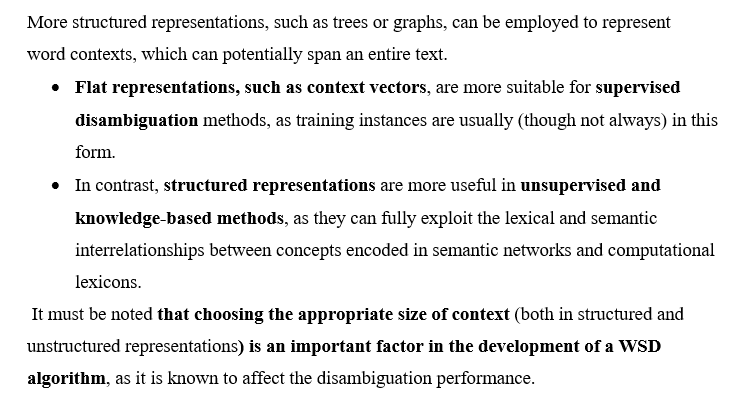 More structured representations, such as trees or graphs, can be employed to represent
word contexts, which can potentially span an entire text.
• Flat representations, such as context vectors, are more suitable for supervised
disambiguation methods, as training instances are usually (though not always) in this
form.
• In contrast, structured representations are more useful in unsupervised and
knowledge-based methods, as they can fully exploit the lexical and semantic
interrelationships between concepts encoded in semantic networks and computational
lexicons.
It must be noted that choosing the appropriate size of context (both in structured and
unstructured representations) is an important factor in the development of a WSD
algorithm, as it is known to affect the disambiguation performance.